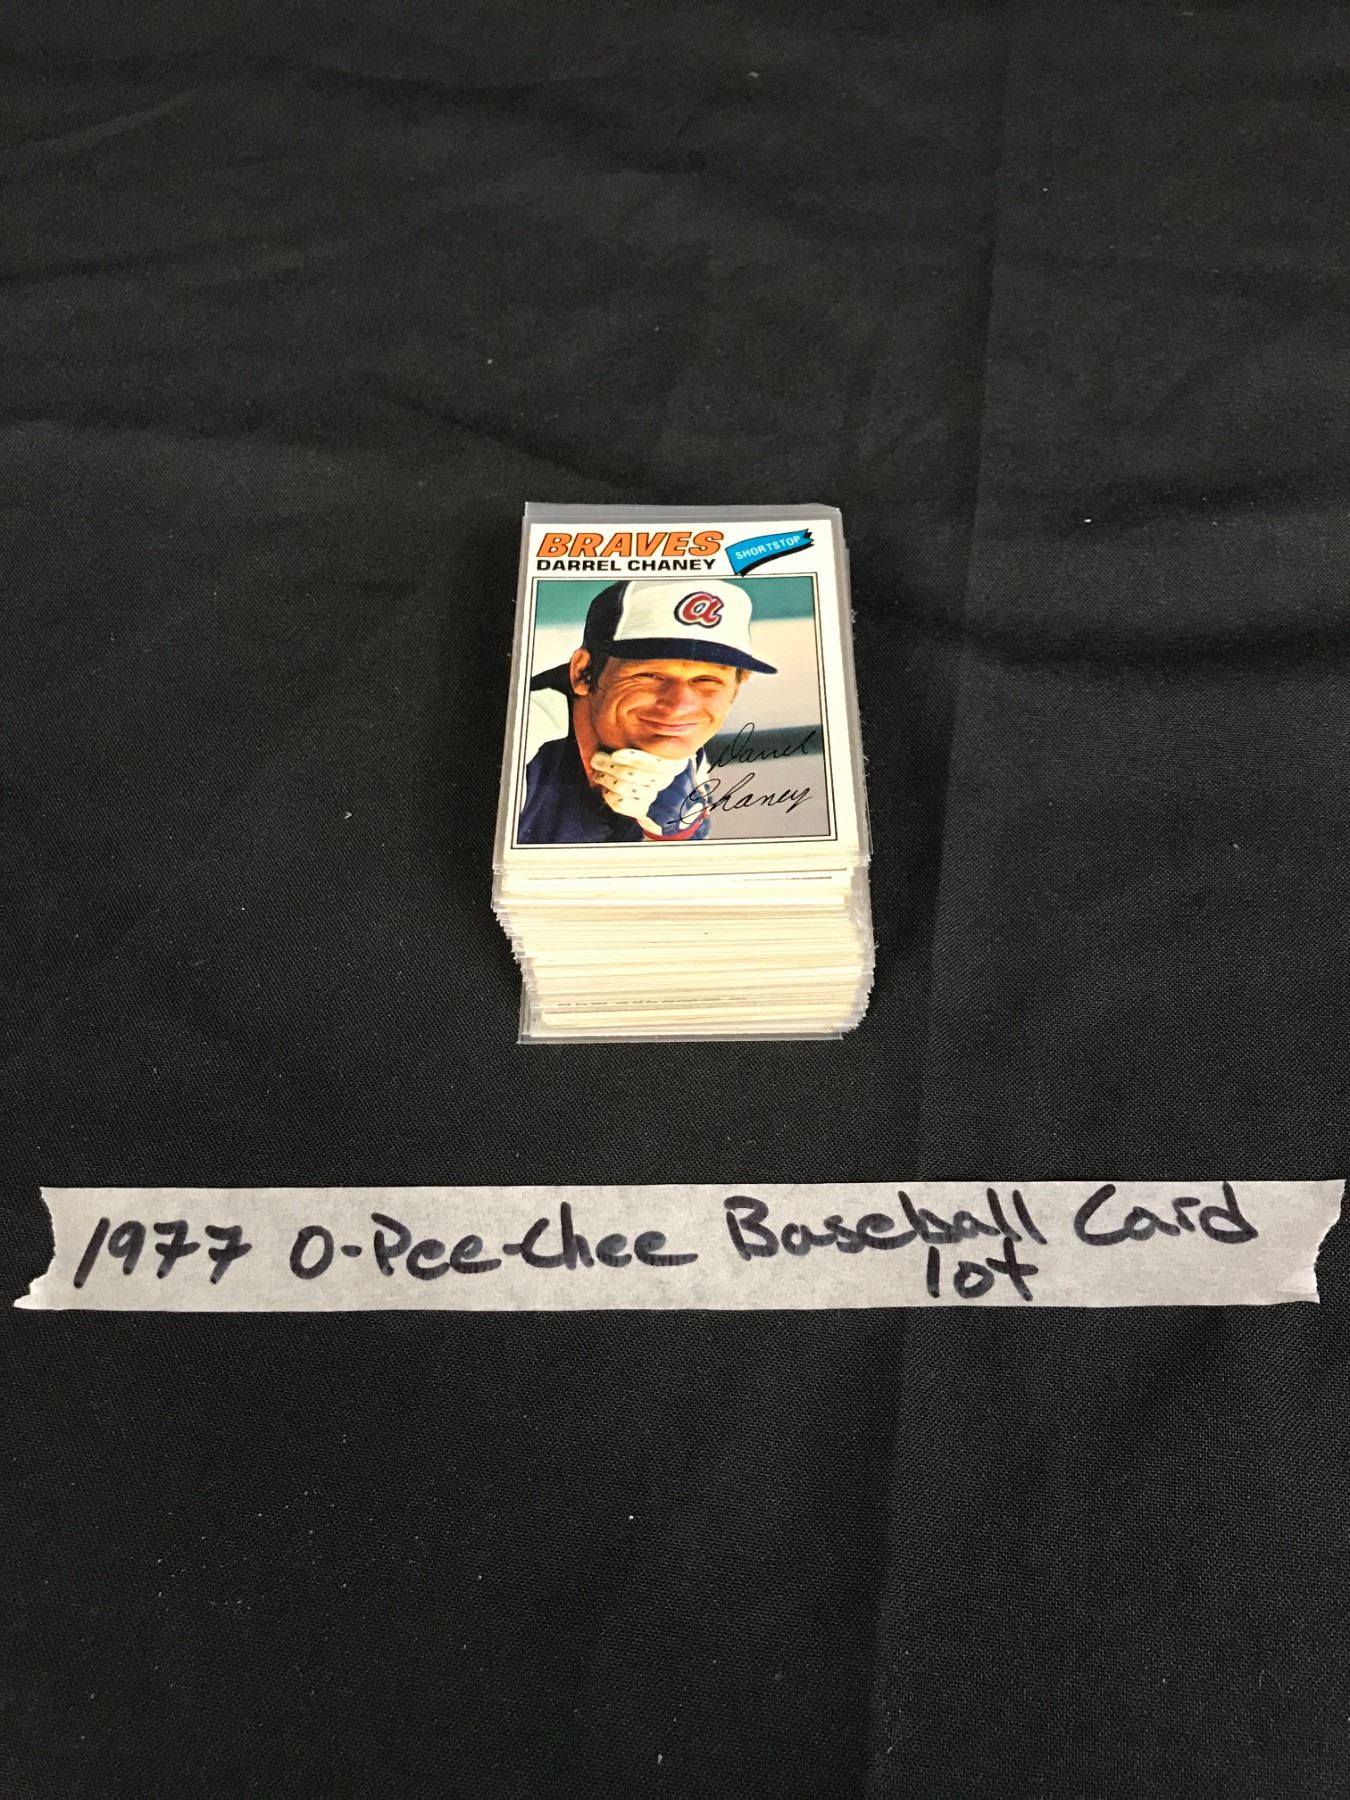 BRAVES
DARREL CHANEY
SHORTSTOP
a
Darrel
Chaney
1977 O-Pee-Chee Baseball Card
lot